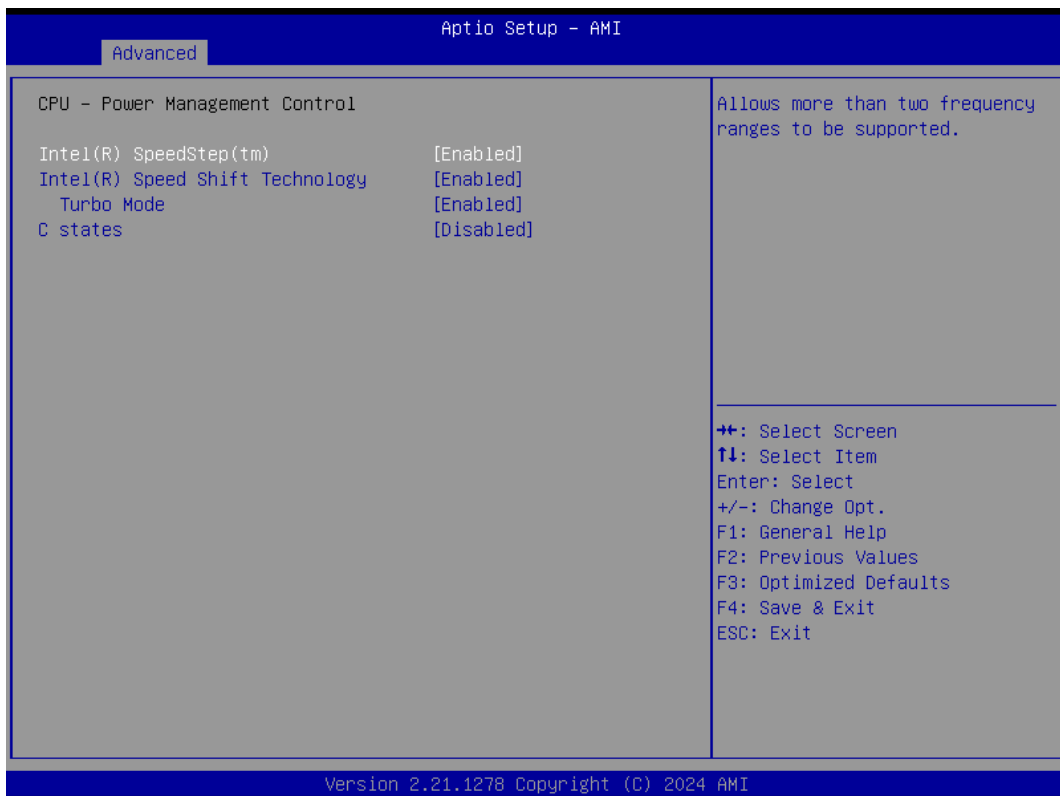 Aptio Setup – AMI
Advanced
CPU – Power Management Control
Intel(R) SpeedStep(tm) [Enabled]
Intel(R) Speed Shift Technology [Enabled]
Turbo Mode [Enabled]
C states [Disabled]
Allows more than two frequency
ranges to be supported.
→←: Select Screen
↑↓: Select Item
Enter: Select
+/-: Change Opt.
F1: General Help
F2: Previous Values
F3: Optimized Defaults
F4: Save & Exit
ESC: Exit
Version 2.21.1278 Copyright (C) 2024 AMI